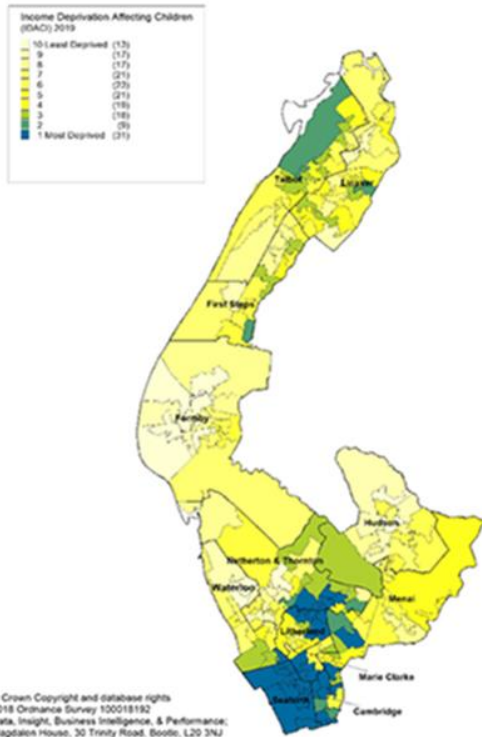 Income Deprivation Affecting Children
(IDACI) 2019
10 Least Deprived (13)
9 (17)
8 (17)
7 (21)
6 (23)
5 (21)
4 (19)
3 (18)
2 (9)
1 Most Deprived (31)
Talbot
Linaker
First Steps
Formby
Hudson
Netherton & Thornton
Waterloo
Menai
Litherland
Marie Clarke
Seaforth
Cambridge
Crown Copyright and database rights
018 Ordnance Survey 100018192
ata, Insight, Business Intelligence, & Performance;
agdalen House, 30 Trinity Road, Bootle, L20 3NJ